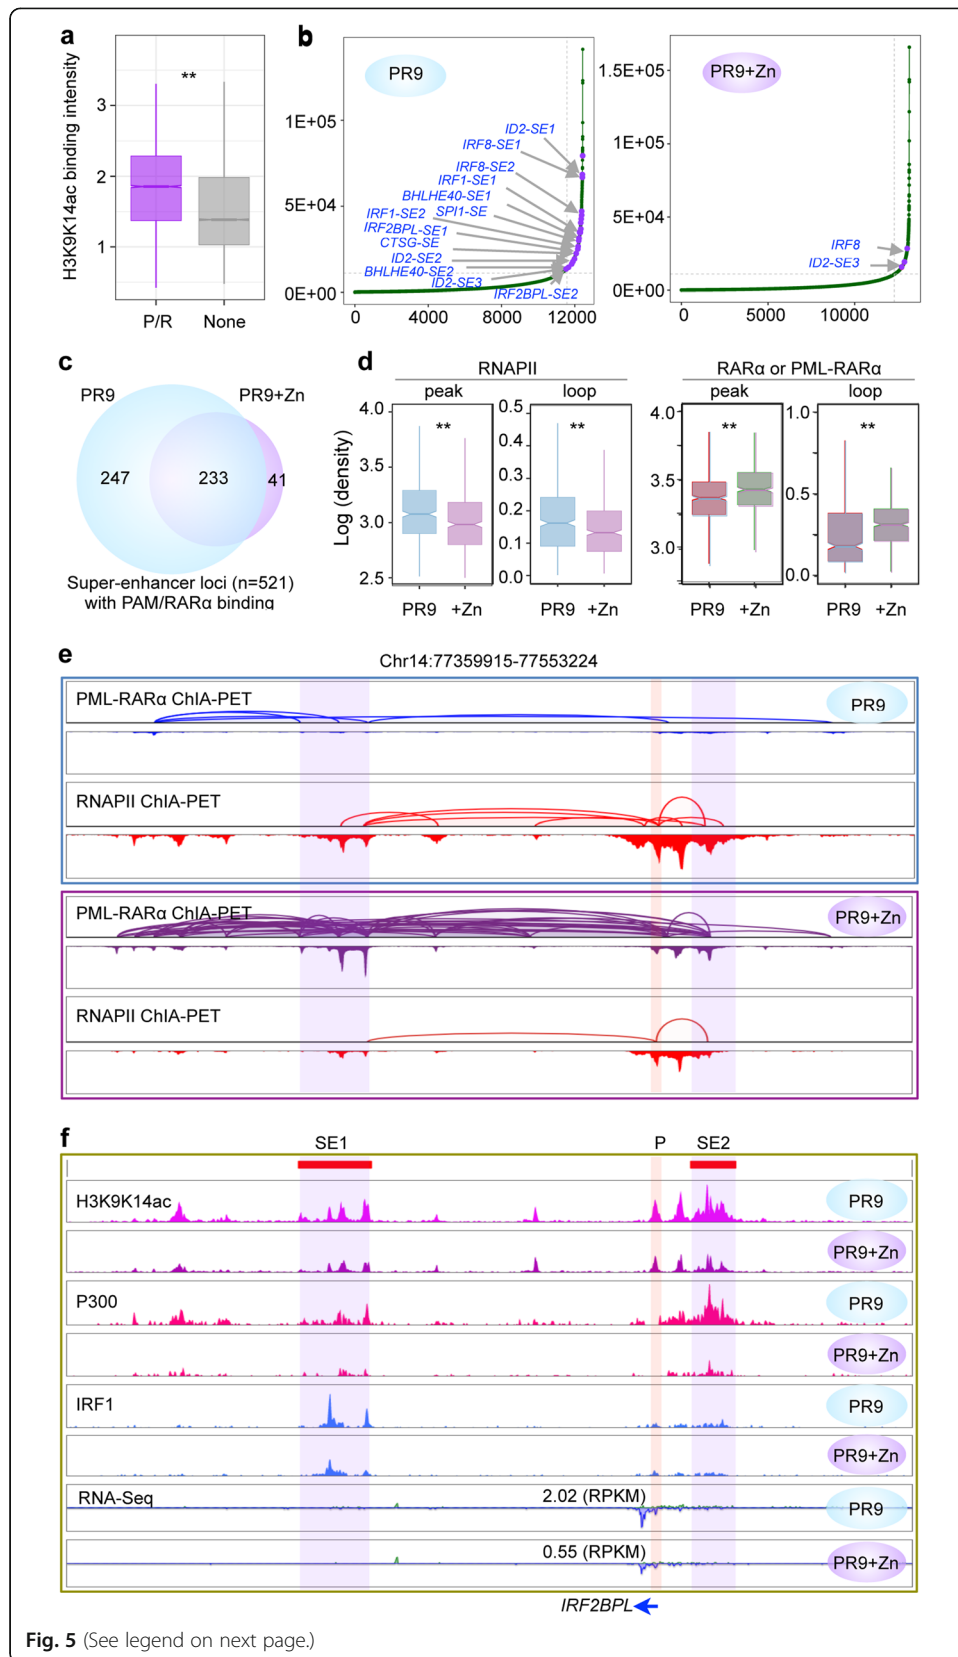 a
H3K9K14ac binding intensity
3
2
1
**
P/R None
b
PR9
1E+05
5E+04
0E+00
ID2-SE1
IRF8-SE1
IRF8-SE2
IRF1-SE1
BHLHE40-SE1
IRF1-SE2 SPI1-SE
IRF2BPL-SE1
CTSG-SE
ID2-SE2
BHLHE40-SE2
ID2-SE3
IRF2BPL-SE2
0 4000 8000 12000
PR9+Zn
1.5E+05
1E+05
5E+04
0E+00
IRF8
ID2-SE3
0 5000 10000
c
PR9 PR9+Zn
247 233 41
Super-enhancer loci (n=521)
with PAM/RARα binding
d
RNAPII
peak loop
Log (density)
4.0
3.5
3.0
2.5
**
0.5
0.4
0.3
0.2
0.1
0.0
**
PR9 +Zn PR9 +Zn
RARα or PML-RARα
peak loop
4.0
3.5
3.0
**
1.0
0.5
0.0
**
PR9 +Zn PR9 +Zn
e
Chr14:77359915-77553224
PML-RARα ChIA-PET PR9
RNAPII ChIA-PET
PML-RARα ChIA-PET PR9+Zn
RNAPII ChIA-PET
f
SE1 P SE2
H3K9K14ac PR9
PR9+Zn
P300 PR9
PR9+Zn
IRF1 PR9
PR9+Zn
RNA-Seq 2.02 (RPKM) PR9
0.55 (RPKM) PR9+Zn
IRF2BPL
Fig. 5 (See legend on next page.)